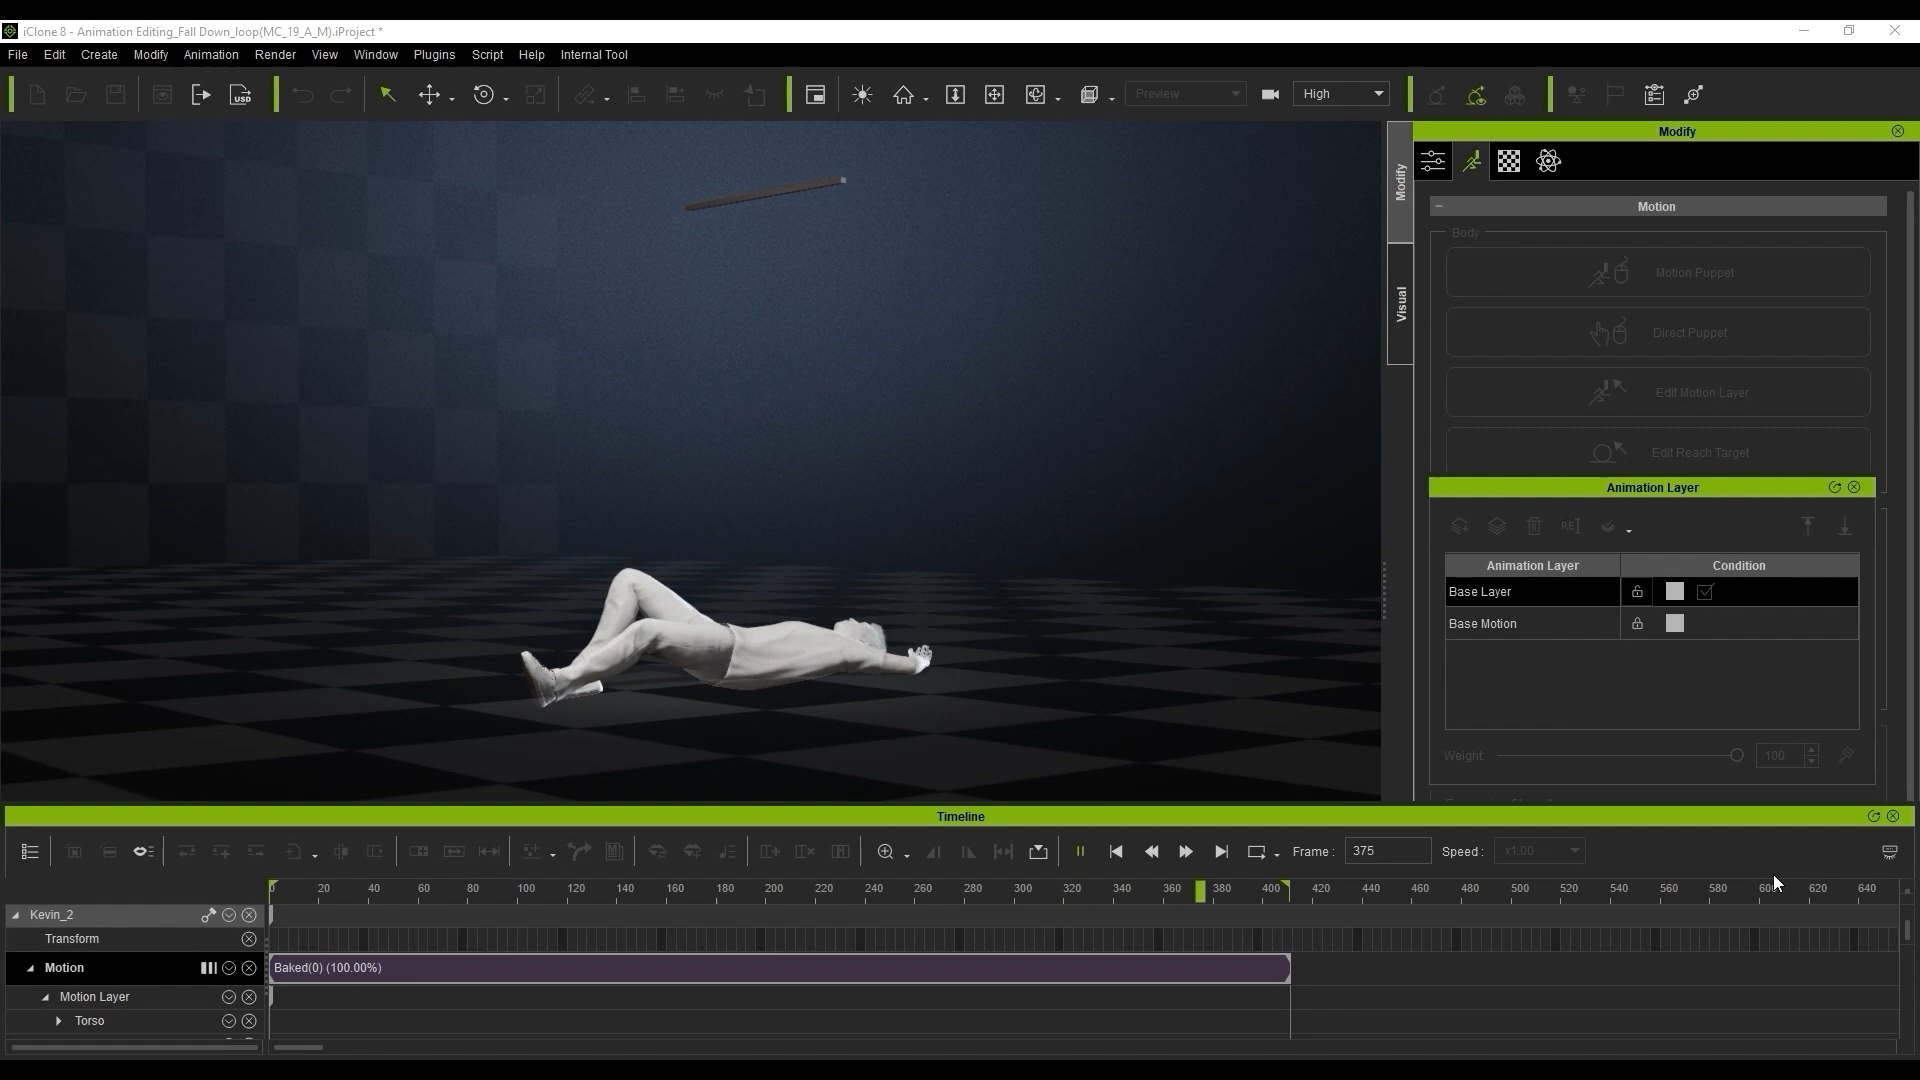 iClone 8 - Animation Editing_Fall Down_loop(MC_19_A_M).iProject *
File Edit Create Modify Animation Render View Window Plugins Script Help Internal Tool
USD
Preview
High
Modify
Modify
Visual
Motion
Body
Motion Puppet
Direct Puppet
Edit Motion Layer
Edit Reach Target
Animation Layer
Animation Layer Condition
Base Layer
Base Motion
Weight: 100
Timeline
Frame : 375 Speed : x1.00
0 20 40 60 80 100 120 140 160 180 200 220 240 260 280 300 320 340 360 380 400 420 440 460 480 500 520 540 560 580 600 620 640
Kevin_2
Transform
Motion
Baked(0) (100.00%)
Motion Layer
Torso